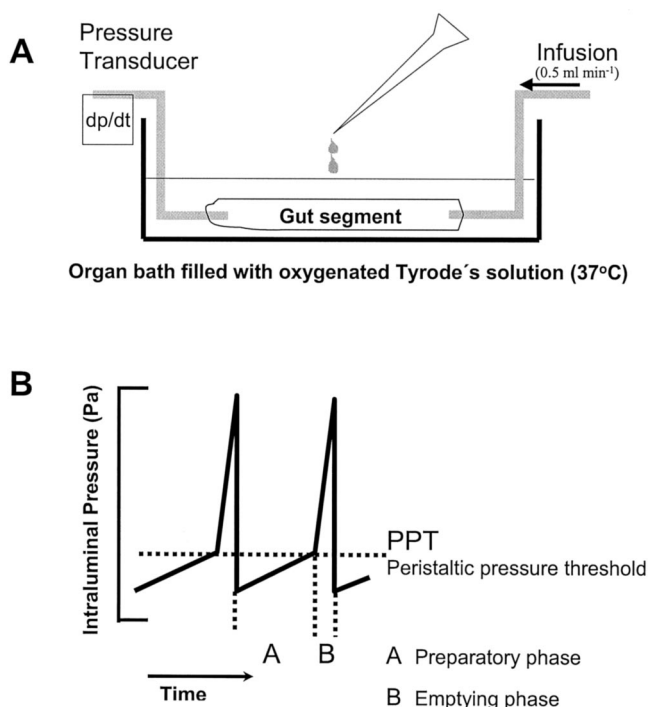 A
Pressure
Transducer
dp/dt
Infusion
(0.5 ml min⁻¹)
Gut segment
Organ bath filled with oxygenated Tyrode´s solution (37ºC)
B
Intraluminal Pressure (Pa)
PPT
Peristaltic pressure threshold
A B
A Preparatory phase
Time
B Emptying phase